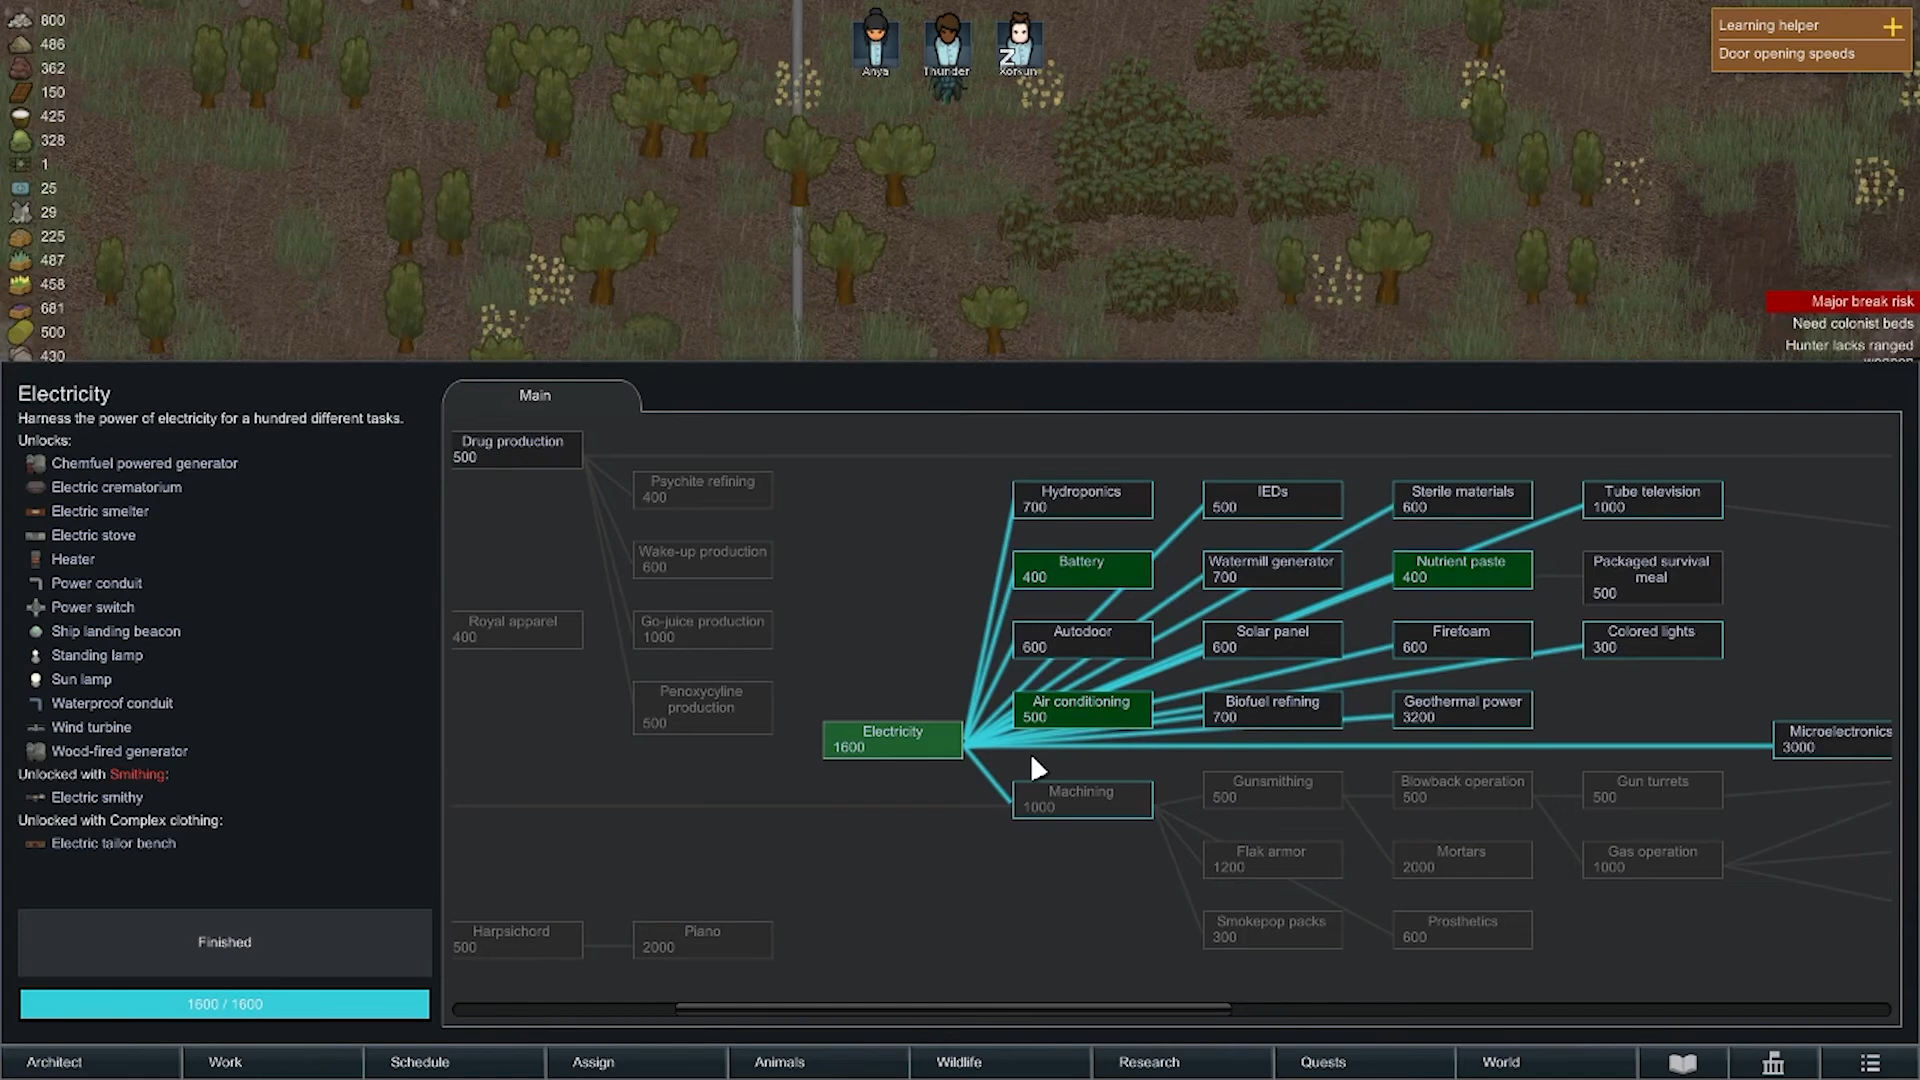 800
486
362
150
425
328
1
25
29
225
487
458
681
500
430
Anya
Thunder
Z
Xorkun
Learning helper
Door opening speeds
Major break risk
Need colonist beds
Hunter lacks ranged
weapon
Electricity
Harness the power of electricity for a hundred different tasks.
Unlocks:
Chemfuel powered generator
Electric crematorium
Electric smelter
Electric stove
Heater
Power conduit
Power switch
Ship landing beacon
Standing lamp
Sun lamp
Waterproof conduit
Wind turbine
Wood-fired generator
Unlocked with Smithing:
Electric smithy
Unlocked with Complex clothing:
Electric tailor bench
Finished
1600 / 1600
Main
Drug production
500
Psychite refining
400
Wake-up production
600
Royal apparel
400
Go-juice production
1000
Penoxycyline
production
500
Harpsichord
500
Piano
2000
Electricity
1600
Hydroponics
700
IEDs
500
Sterile materials
600
Tube television
1000
Battery
400
Watermill generator
700
Nutrient paste
400
Packaged survival
meal
500
Autodoor
600
Solar panel
600
Firefoam
600
Colored lights
300
Air conditioning
500
Biofuel refining
700
Geothermal power
3200
Microelectronics
3000
Machining
1000
Gunsmithing
500
Blowback operation
500
Gun turrets
500
Flak armor
1200
Mortars
2000
Gas operation
1000
Smokepop packs
300
Prosthetics
600
Architect
Work
Schedule
Assign
Animals
Wildlife
Research
Quests
World